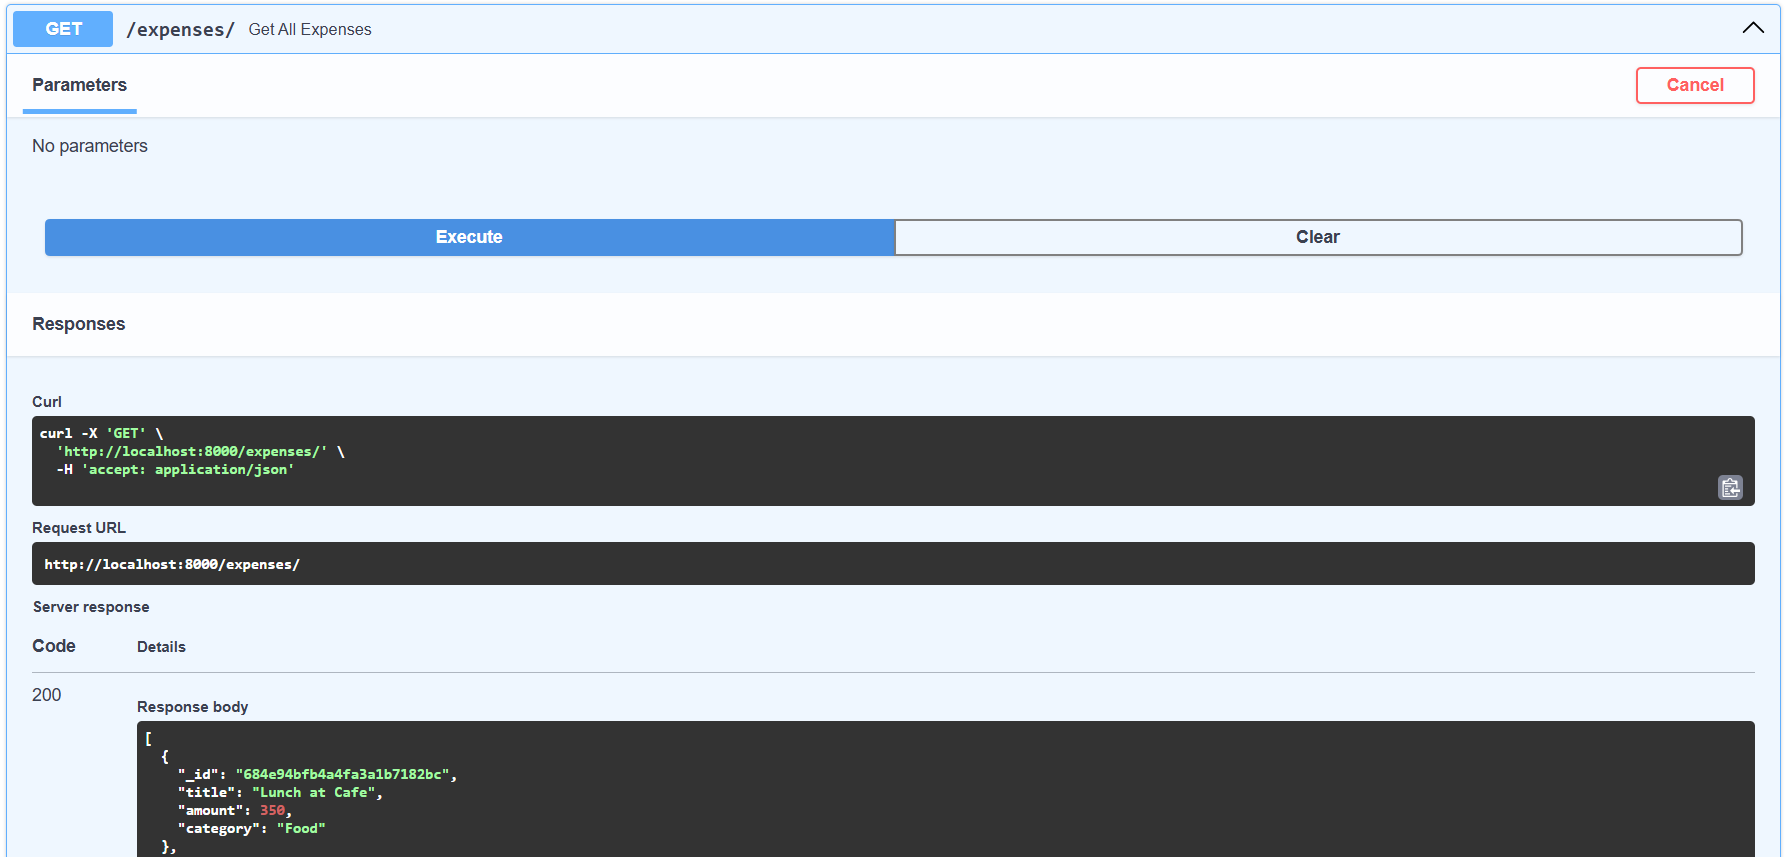 GET /expenses/ Get All Expenses
Parameters Cancel
No parameters
Execute Clear
Responses
Curl
curl -X 'GET' \
  'http://localhost:8000/expenses/' \
  -H 'accept: application/json'
Request URL
http://localhost:8000/expenses/
Server response
Code Details
200
Response body
[
  {
    "_id": "684e94bfb4a4fa3a1b7182bc",
    "title": "Lunch at Cafe",
    "amount": 350,
    "category": "Food"
  },